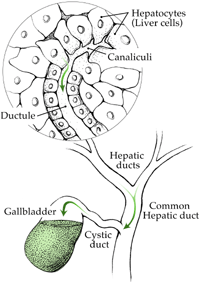 Hepatocytes
(Liver cells)
Canaliculi
Ductule
Hepatic
ducts
Gallbladder
Common
Hepatic duct
Cystic
duct